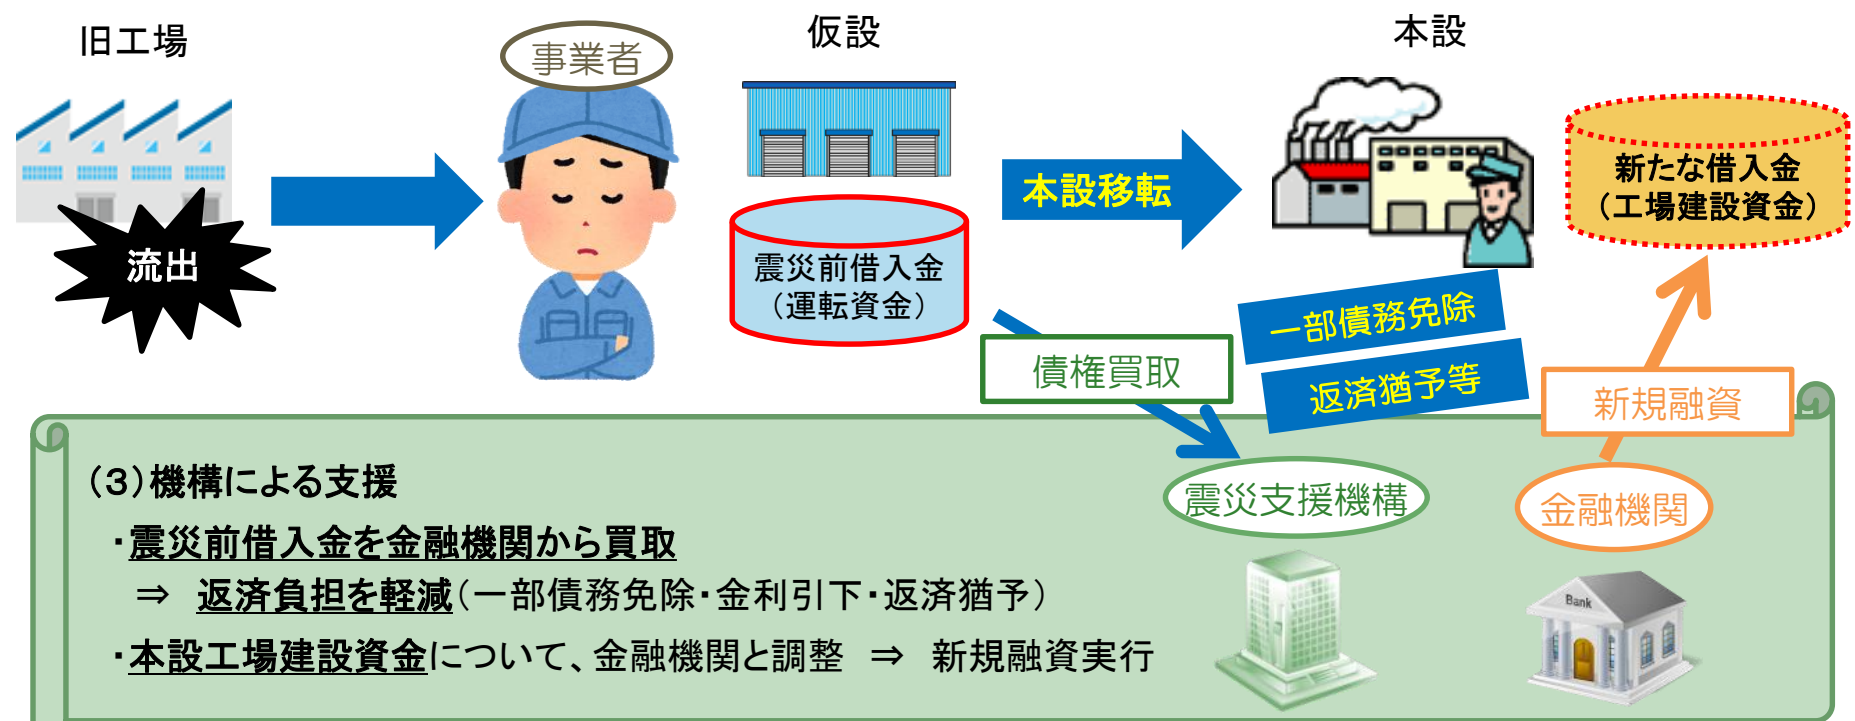 旧工場
事業者
仮設
本設
流出
震災前借入金
（運転資金）
本設移転
新たな借入金
（工場建設資金）
一部債務免除
債権買取
返済猶予等
新規融資
震災支援機構
金融機関
Bank
（３）機構による支援
・震災前借入金を金融機関から買取
⇒　返済負担を軽減（一部債務免除・金利引下・返済猶予）
・本設工場建設資金について、金融機関と調整　⇒　新規融資実行